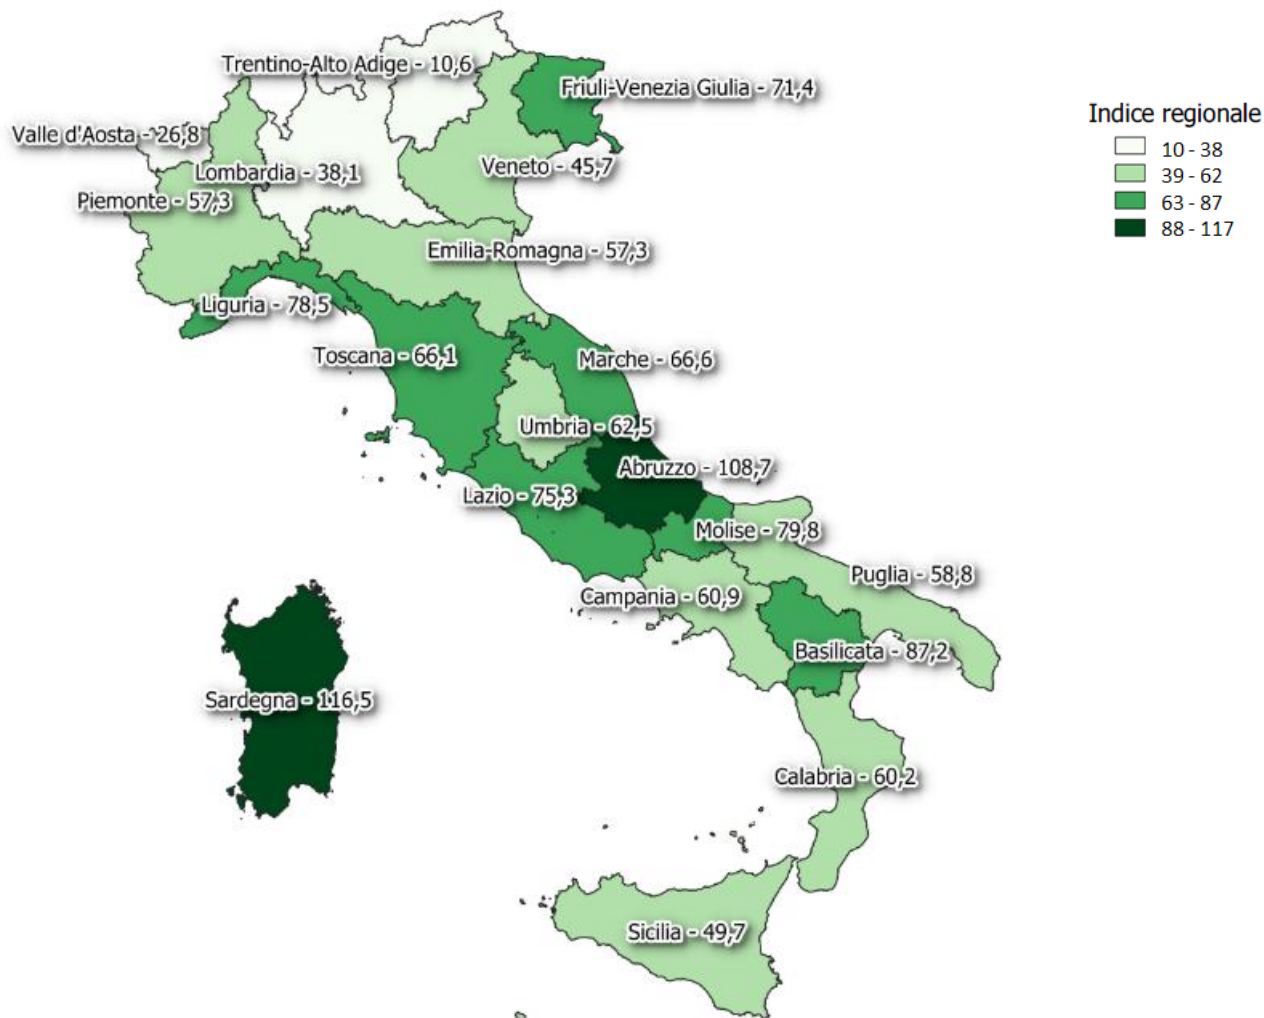 Trentino-Alto Adige - 10,6
Friuli-Venezia Giulia - 71,4
Valle d'Aosta - 26,8
Lombardia - 38,1
Veneto - 45,7
Piemonte - 57,3
Emilia-Romagna - 57,3
Liguria - 78,5
Toscana - 66,1
Marche - 66,6
Umbria - 62,5
Abruzzo - 108,7
Lazio - 75,3
Molise - 79,8
Puglia - 58,8
Campania - 60,9
Basilicata - 87,2
Sardegna - 116,5
Calabria - 60,2
Sicilia - 49,7
Indice regionale
10 - 38
39 - 62
63 - 87
88 - 117